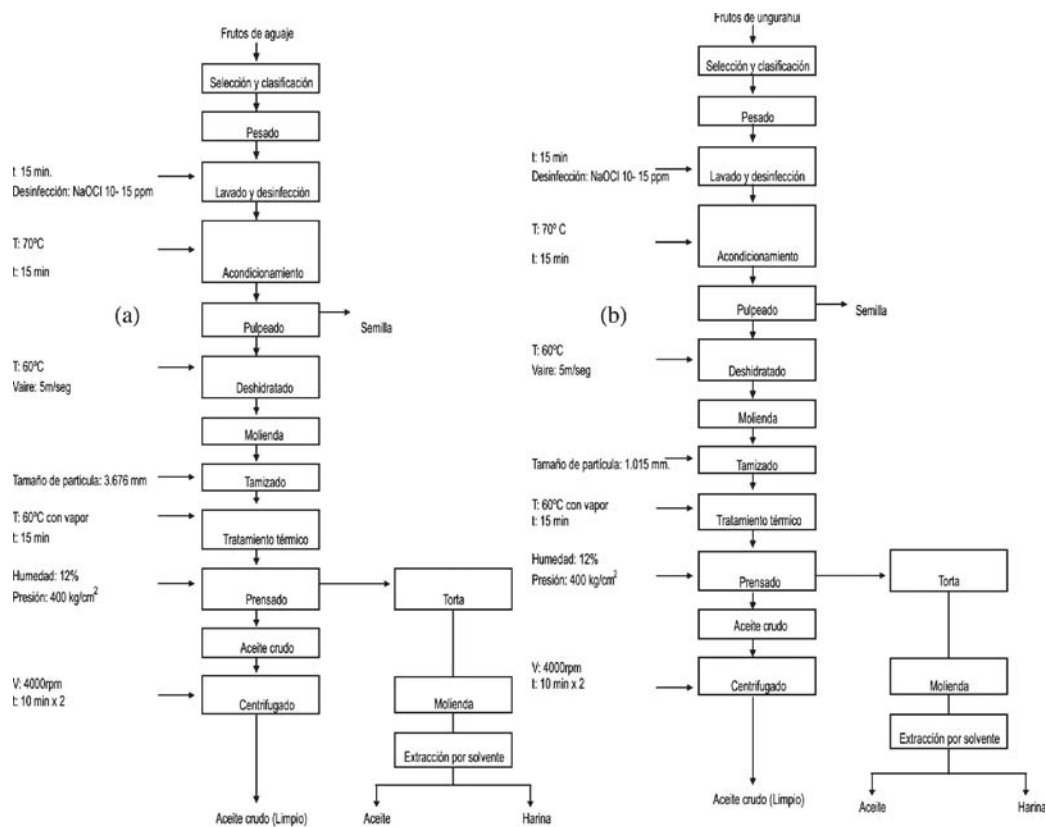 Frutos de aguaje
Selección y clasificación
Pesado
t: 15 min.
Desinfección: NaOCl 10- 15 ppm
Lavado y desinfección
T: 70ºC
t: 15 min
Acondicionamiento
(a)
Pulpeado
Semilla
T: 60ºC
Vaire: 5m/seg
Deshidratado
Molienda
Tamaño de partícula: 3.676 mm
Tamizado
T: 60ºC con vapor
t: 15 min
Tratamiento térmico
Humedad: 12%
Presión: 400 kg/cm²
Prensado
Torta
Aceite crudo
V: 4000rpm
t: 10 min x 2
Centrifugado
Molienda
Extracción por solvente
Aceite crudo (Limpio)
Aceite
Harina
Frutos de ungurahui
Selección y clasificación
Pesado
t: 15 min
Desinfección: NaOCl 10- 15 ppm
Lavado y desinfección
T: 70º C
t: 15 min
Acondicionamiento
(b)
Pulpeado
Semilla
T: 60ºC
Vaire: 5m/seg
Deshidratado
Molienda
Tamaño de partícula: 1.015 mm.
Tamizado
T: 60ºC con vapor
t: 15 min
Tratamiento térmico
Humedad: 12%
Presión: 400 kg/cm²
Prensado
Torta
Aceite crudo
V: 4000rpm
t: 10 min x 2
Centrifugado
Molienda
Extracción por solvente
Aceite crudo (Limpio)
Aceite
Harina